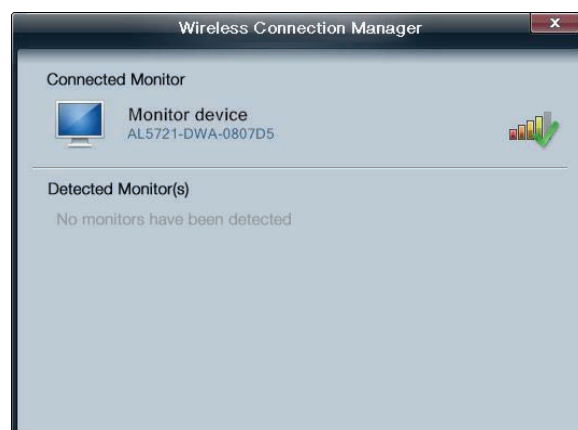 Wireless Connection Manager
x
Connected Monitor
Monitor device
AL5721-DWA-0807D5
Detected Monitor(s)
No monitors have been detected